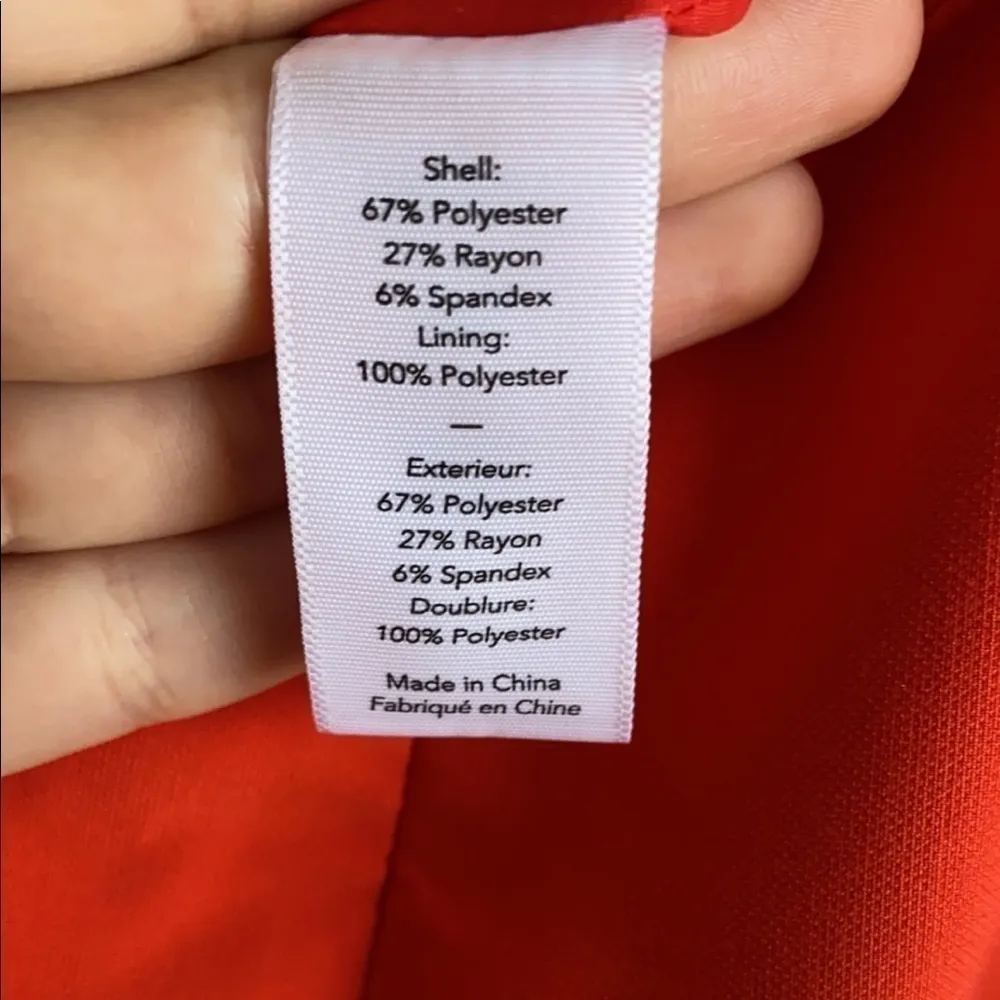 Shell:
67% Polyester
27% Rayon
6% Spandex
Lining:
100% Polyester
—
Exterieur:
67% Polyester
27% Rayon
6% Spandex
Doublure:
100% Polyester
Made in China
Fabriqué en Chine